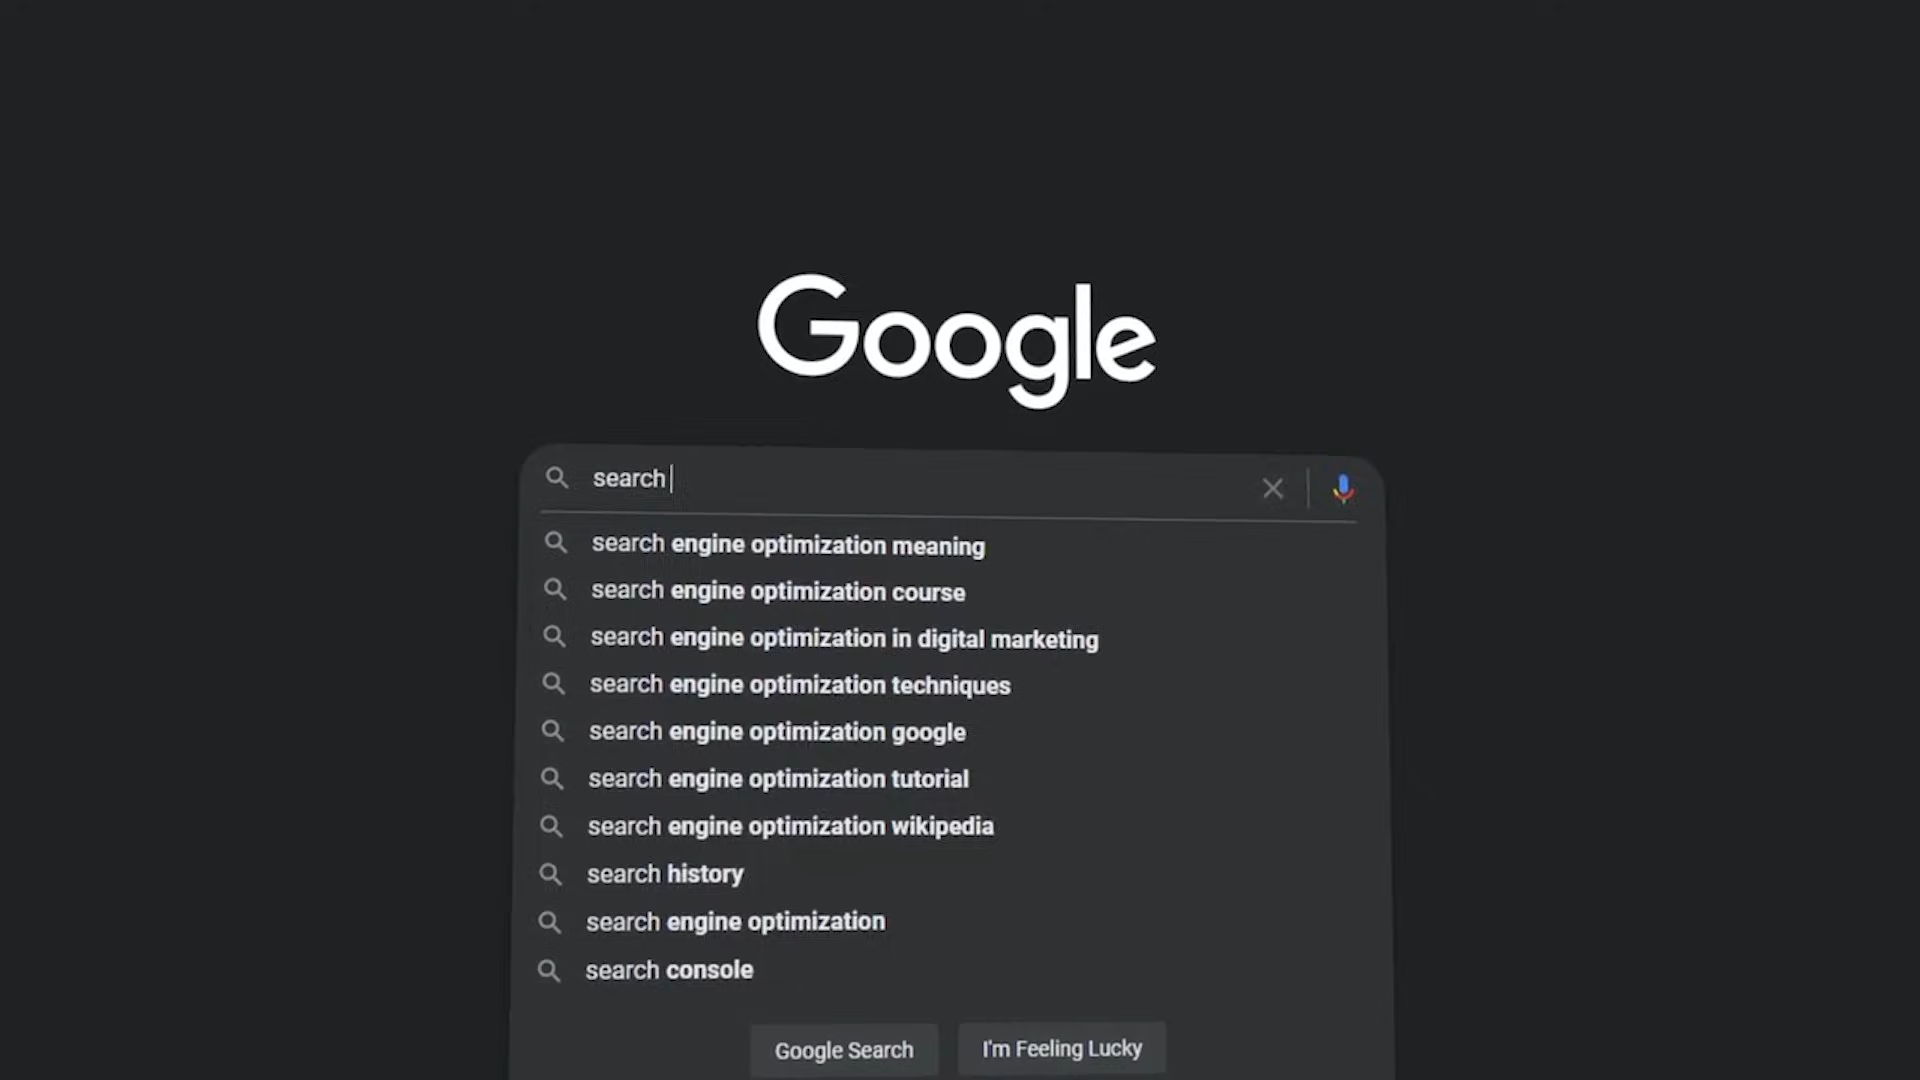 Google
search
search engine optimization meaning
search engine optimization course
search engine optimization in digital marketing
search engine optimization techniques
search engine optimization google
search engine optimization tutorial
search engine optimization wikipedia
search history
search engine optimization
search console
Google Search
I'm Feeling Lucky